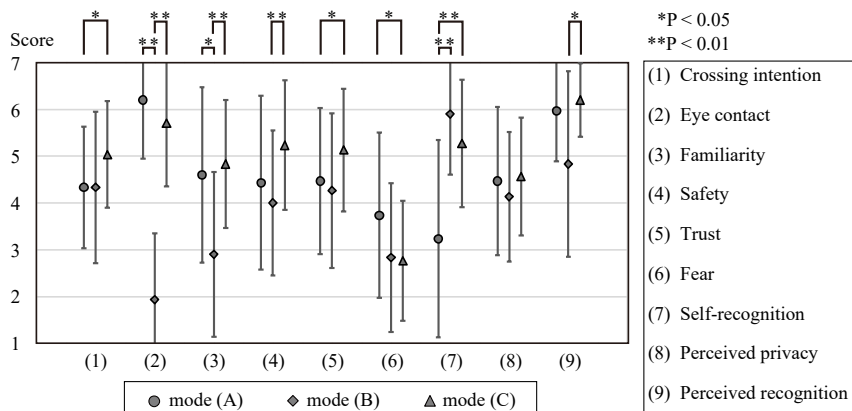 *P < 0.05
**P < 0.01
Score
* ** ** * ** ** * * ** ** *
7
6
5
4
3
2
1
(1) (2) (3) (4) (5) (6) (7) (8) (9)
mode (A) mode (B) mode (C)
(1) Crossing intention
(2) Eye contact
(3) Familiarity
(4) Safety
(5) Trust
(6) Fear
(7) Self-recognition
(8) Perceived privacy
(9) Perceived recognition